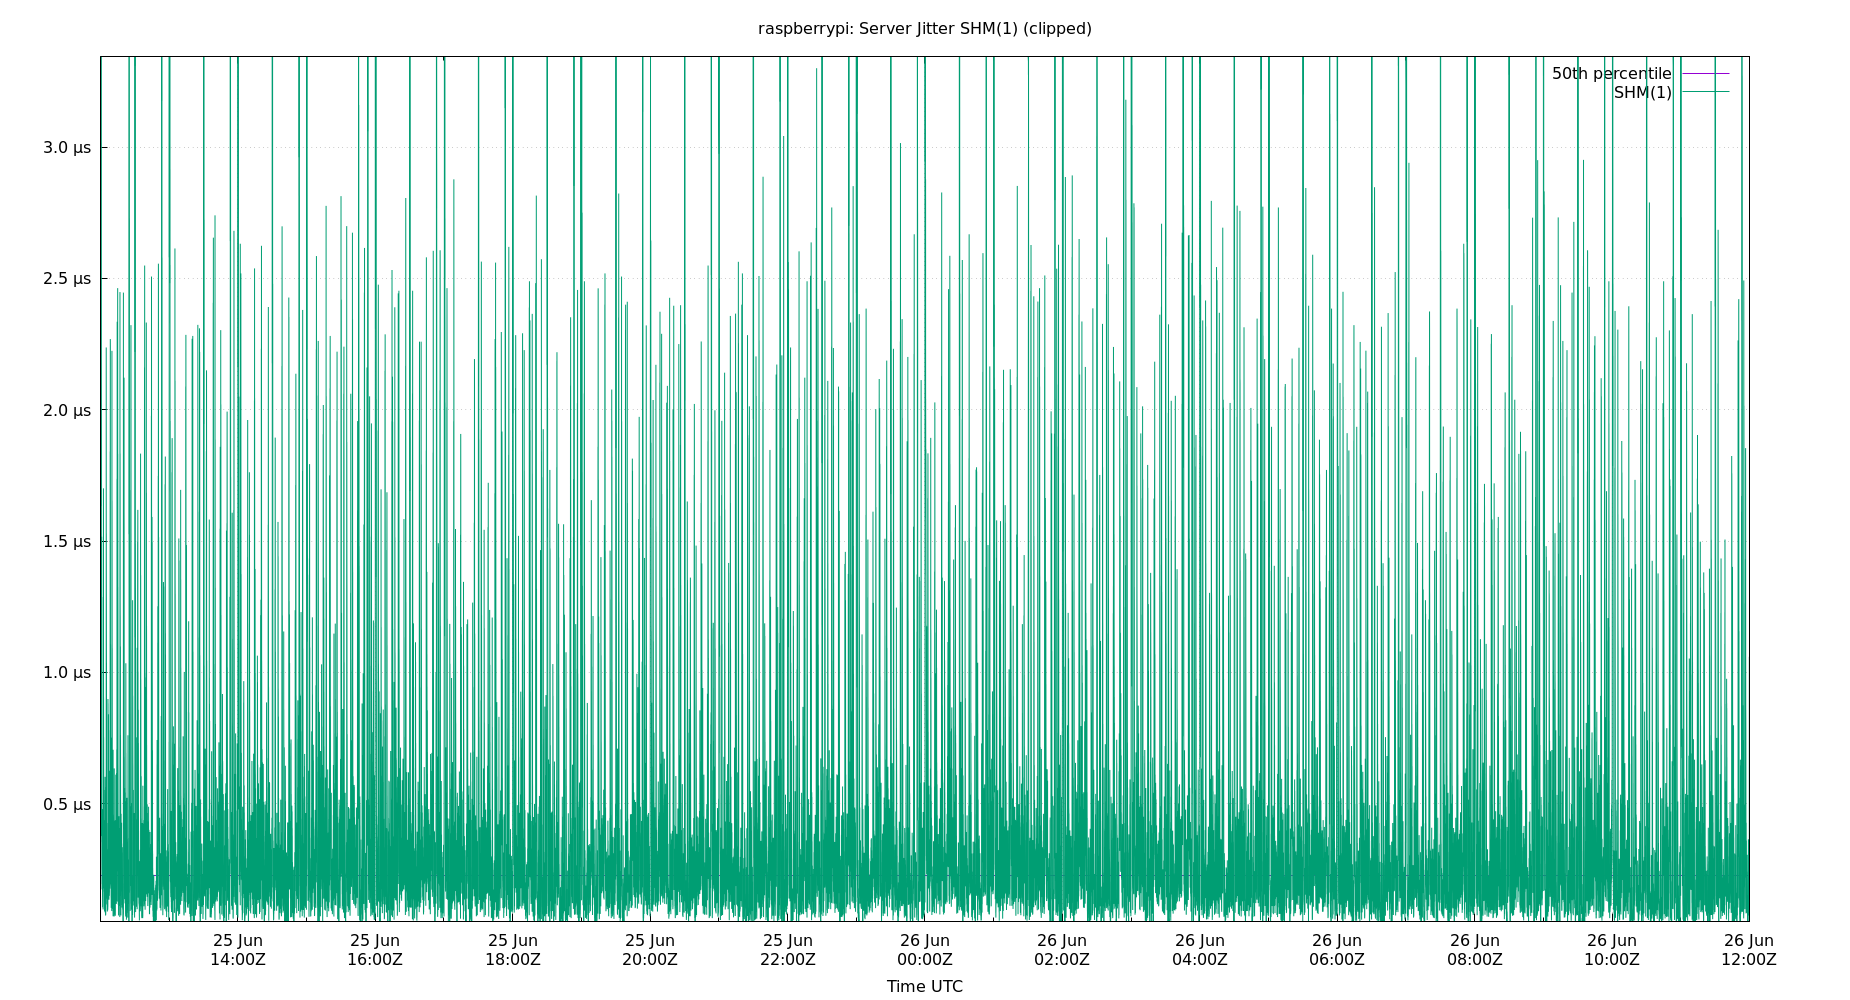 raspberrypi: Server Jitter SHM(1) (clipped)
50th percentile
SHM(1)
3.0 µs
2.5 µs
2.0 µs
1.5 µs
1.0 µs
0.5 µs
25 Jun 25 Jun 25 Jun 25 Jun 25 Jun 26 Jun 26 Jun 26 Jun 26 Jun 26 Jun 26 Jun 26 Jun
14:00Z 16:00Z 18:00Z 20:00Z 22:00Z 00:00Z 02:00Z 04:00Z 06:00Z 08:00Z 10:00Z 12:00Z
Time UTC